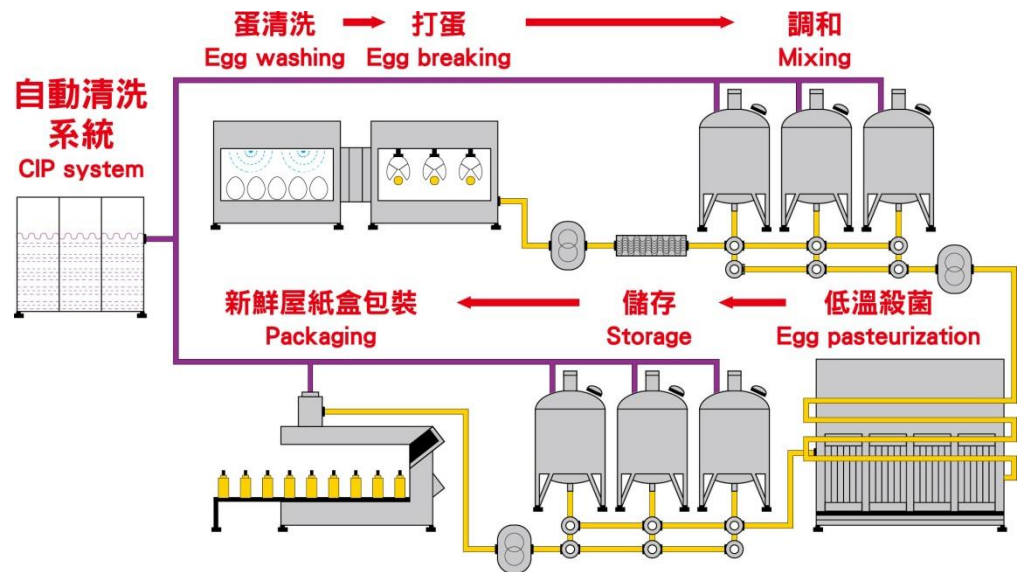 蛋清洗
Egg washing
打蛋
Egg breaking
調和
Mixing
自動清洗
系統
CIP system
新鮮屋紙盒包裝
Packaging
儲存
Storage
低溫殺菌
Egg pasteurization